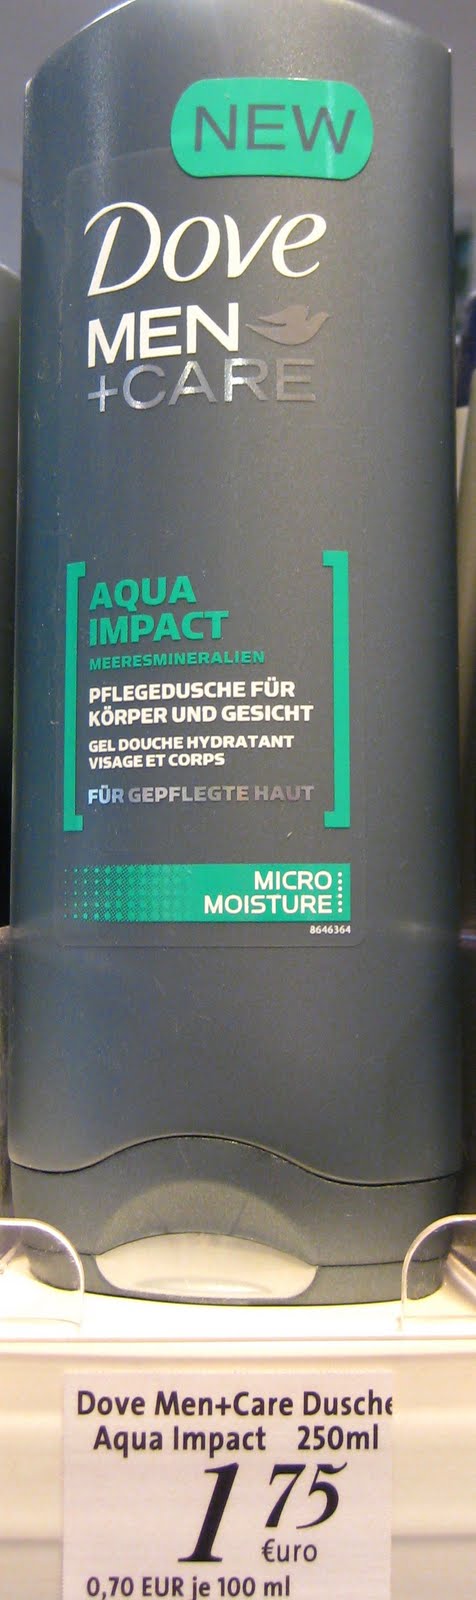 NEW
Dove
MEN
+CARE
AQUA
IMPACT
MEERESMINERALIEN
PFLEGEDUSCHE FÜR
KÖRPER UND GESICHT
GEL DOUCHE HYDRATANT
VISAGE ET CORPS
FÜR GEPFLEGTE HAUT
MICRO
MOISTURE
8646364
Dove Men+Care Dusche
Aqua Impact 250ml
1 75
€uro
0,70 EUR je 100 ml